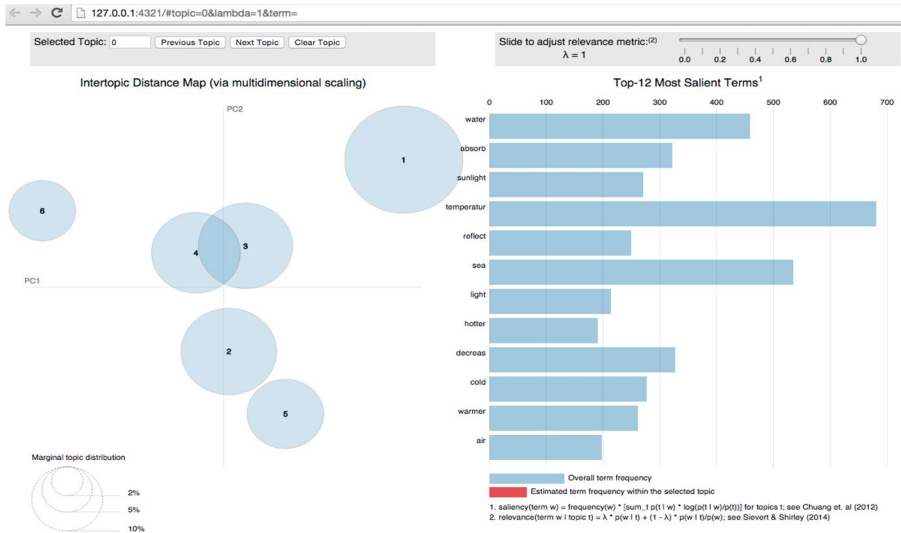 127.0.0.1:4321/#topic=0&lambda=1&term=
Selected Topic: 0 Previous Topic Next Topic Clear Topic
Slide to adjust relevance metric:(2)
λ = 1
0.0 0.2 0.4 0.6 0.8 1.0
Intertopic Distance Map (via multidimensional scaling)
PC2
PC1
1
6
4
3
2
5
Marginal topic distribution
2%
5%
10%
Top-12 Most Salient Terms1
0 100 200 300 400 500 600 700
water
absorb
sunlight
temperatur
reflect
sea
light
hotter
decreas
cold
warmer
air
Overall term frequency
Estimated term frequency within the selected topic
1. saliency(term w) = frequency(w) * [sum_t p(t | w) * log(p(t | w)/p(t))] for topics t; see Chuang et. al (2012)
2. relevance(term w | topic t) = λ * p(w | t) + (1 - λ) * p(w | t)/p(w); see Sievert & Shirley (2014)